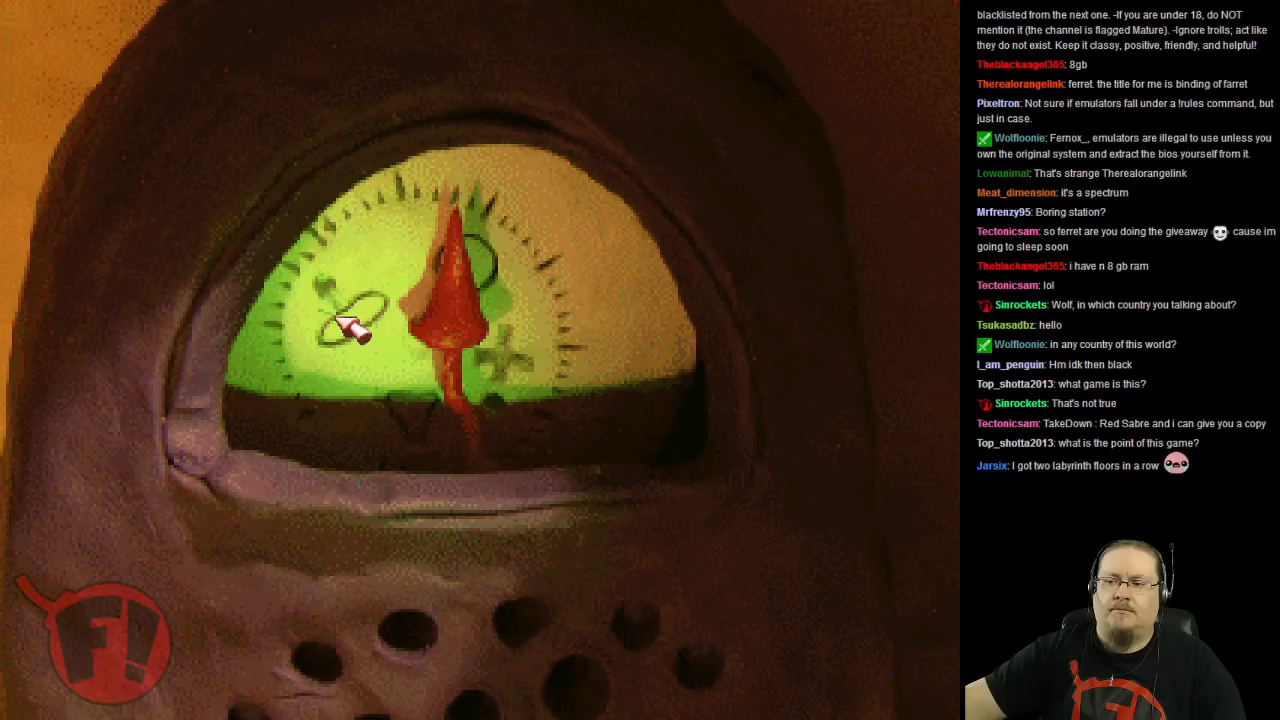 blacklisted from the next one. -If you are under 18, do NOT
mention it (the channel is flagged Mature). -Ignore trolls; act like
they do not exist. Keep it classy, positive, friendly, and helpful!
Theblackangel365: 8gb
Therealorangelink: ferret. the title for me is binding of farret
Pixeltron: Not sure if emulators fall under a !rules command, but
just in case.
Wolfloonie: Fernox_, emulators are illegal to use unless you
own the original system and extract the bios yourself from it.
Lowanimal: That's strange Therealorangelink
Meat_dimension: it's a spectrum
Mrfrenzy95: Boring station?
Tectonicsam: so ferret are you doing the giveaway cause im
going to sleep soon
Theblackangel365: i have n 8 gb ram
Tectonicsam: lol
Sinrockets: Wolf, in which country you talking about?
Tsukasadbz: hello
Wolfloonie: in any country of this world?
I_am_penguin: Hm idk then black
Top_shotta2013: what game is this?
Sinrockets: That's not true
Tectonicsam: TakeDown : Red Sabre and i can give you a copy
Top_shotta2013: what is the point of this game?
Jarsix: I got two labyrinth floors in a row
F!